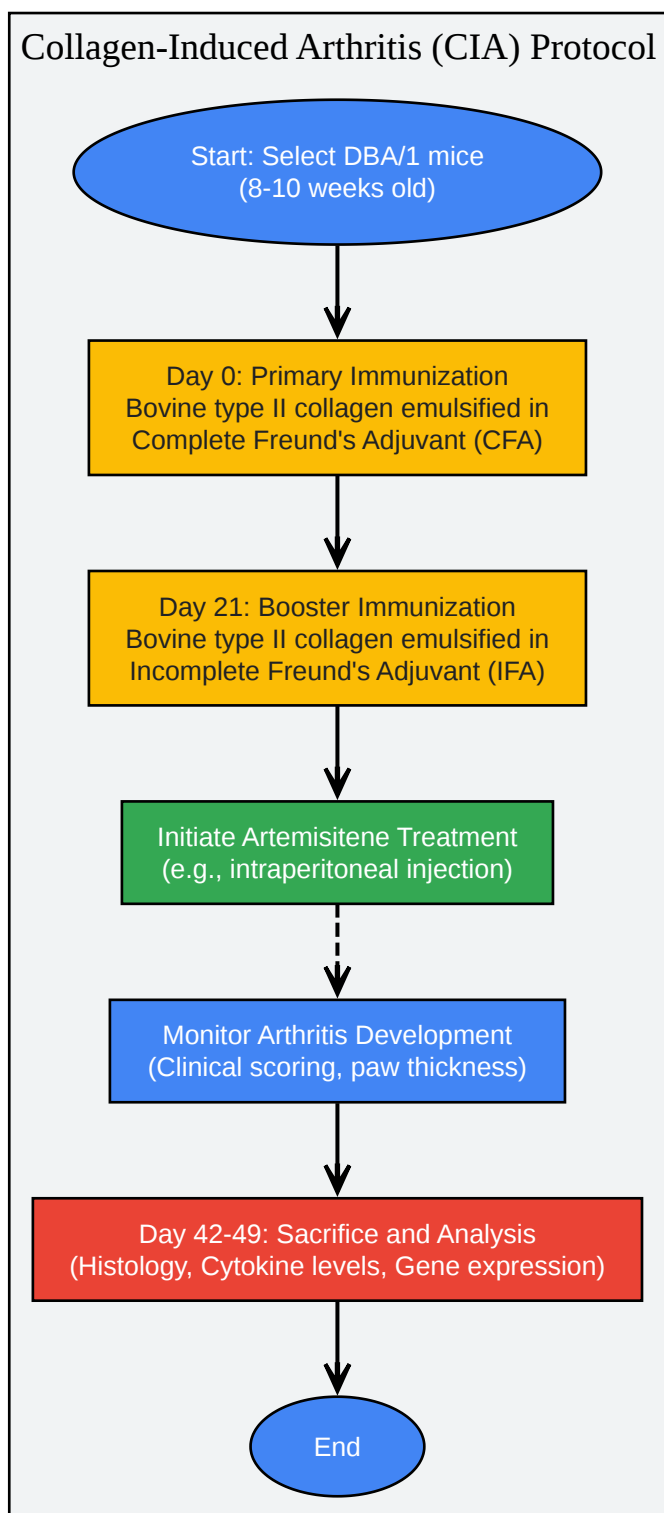 Collagen-Induced Arthritis (CIA) Protocol
Start: Select DBA/1 mice
(8-10 weeks old)
Day 0: Primary Immunization
Bovine type II collagen emulsified in
Complete Freund's Adjuvant (CFA)
Day 21: Booster Immunization
Bovine type II collagen emulsified in
Incomplete Freund's Adjuvant (IFA)
Initiate Artemisitene Treatment
(e.g., intraperitoneal injection)
Monitor Arthritis Development
(Clinical scoring, paw thickness)
Day 42-49: Sacrifice and Analysis
(Histology, Cytokine levels, Gene expression)
End